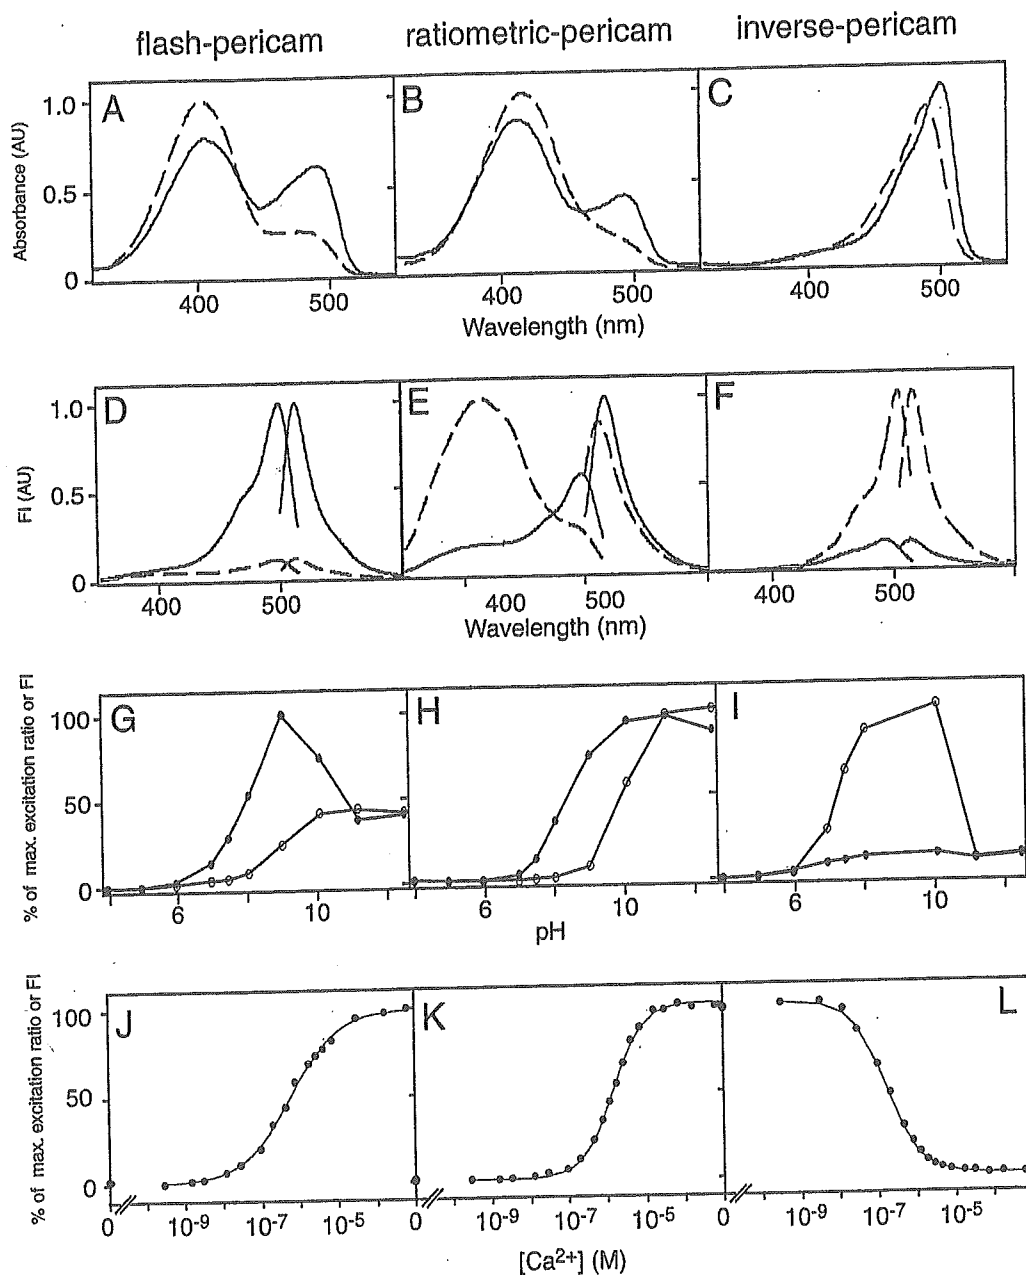 flash-pericam ratiometric-pericam inverse-pericam
A B C
Absorbance (AU)
1.0
0.5
0
400 500 400 500 400 500
Wavelength (nm)
D E F
FI (AU)
1.0
0.5
0
400 500 400 500 400 500
Wavelength (nm)
G H I
% of max. excitation ratio or FI
100
50
0
6 10 6 10 6 10
pH
J K L
% of max. excitation ratio or FI
100
50
0
0 10-9 10-7 10-5 0 10-9 10-7 10-5 0 10-9 10-7 10-5
[Ca2+] (M)